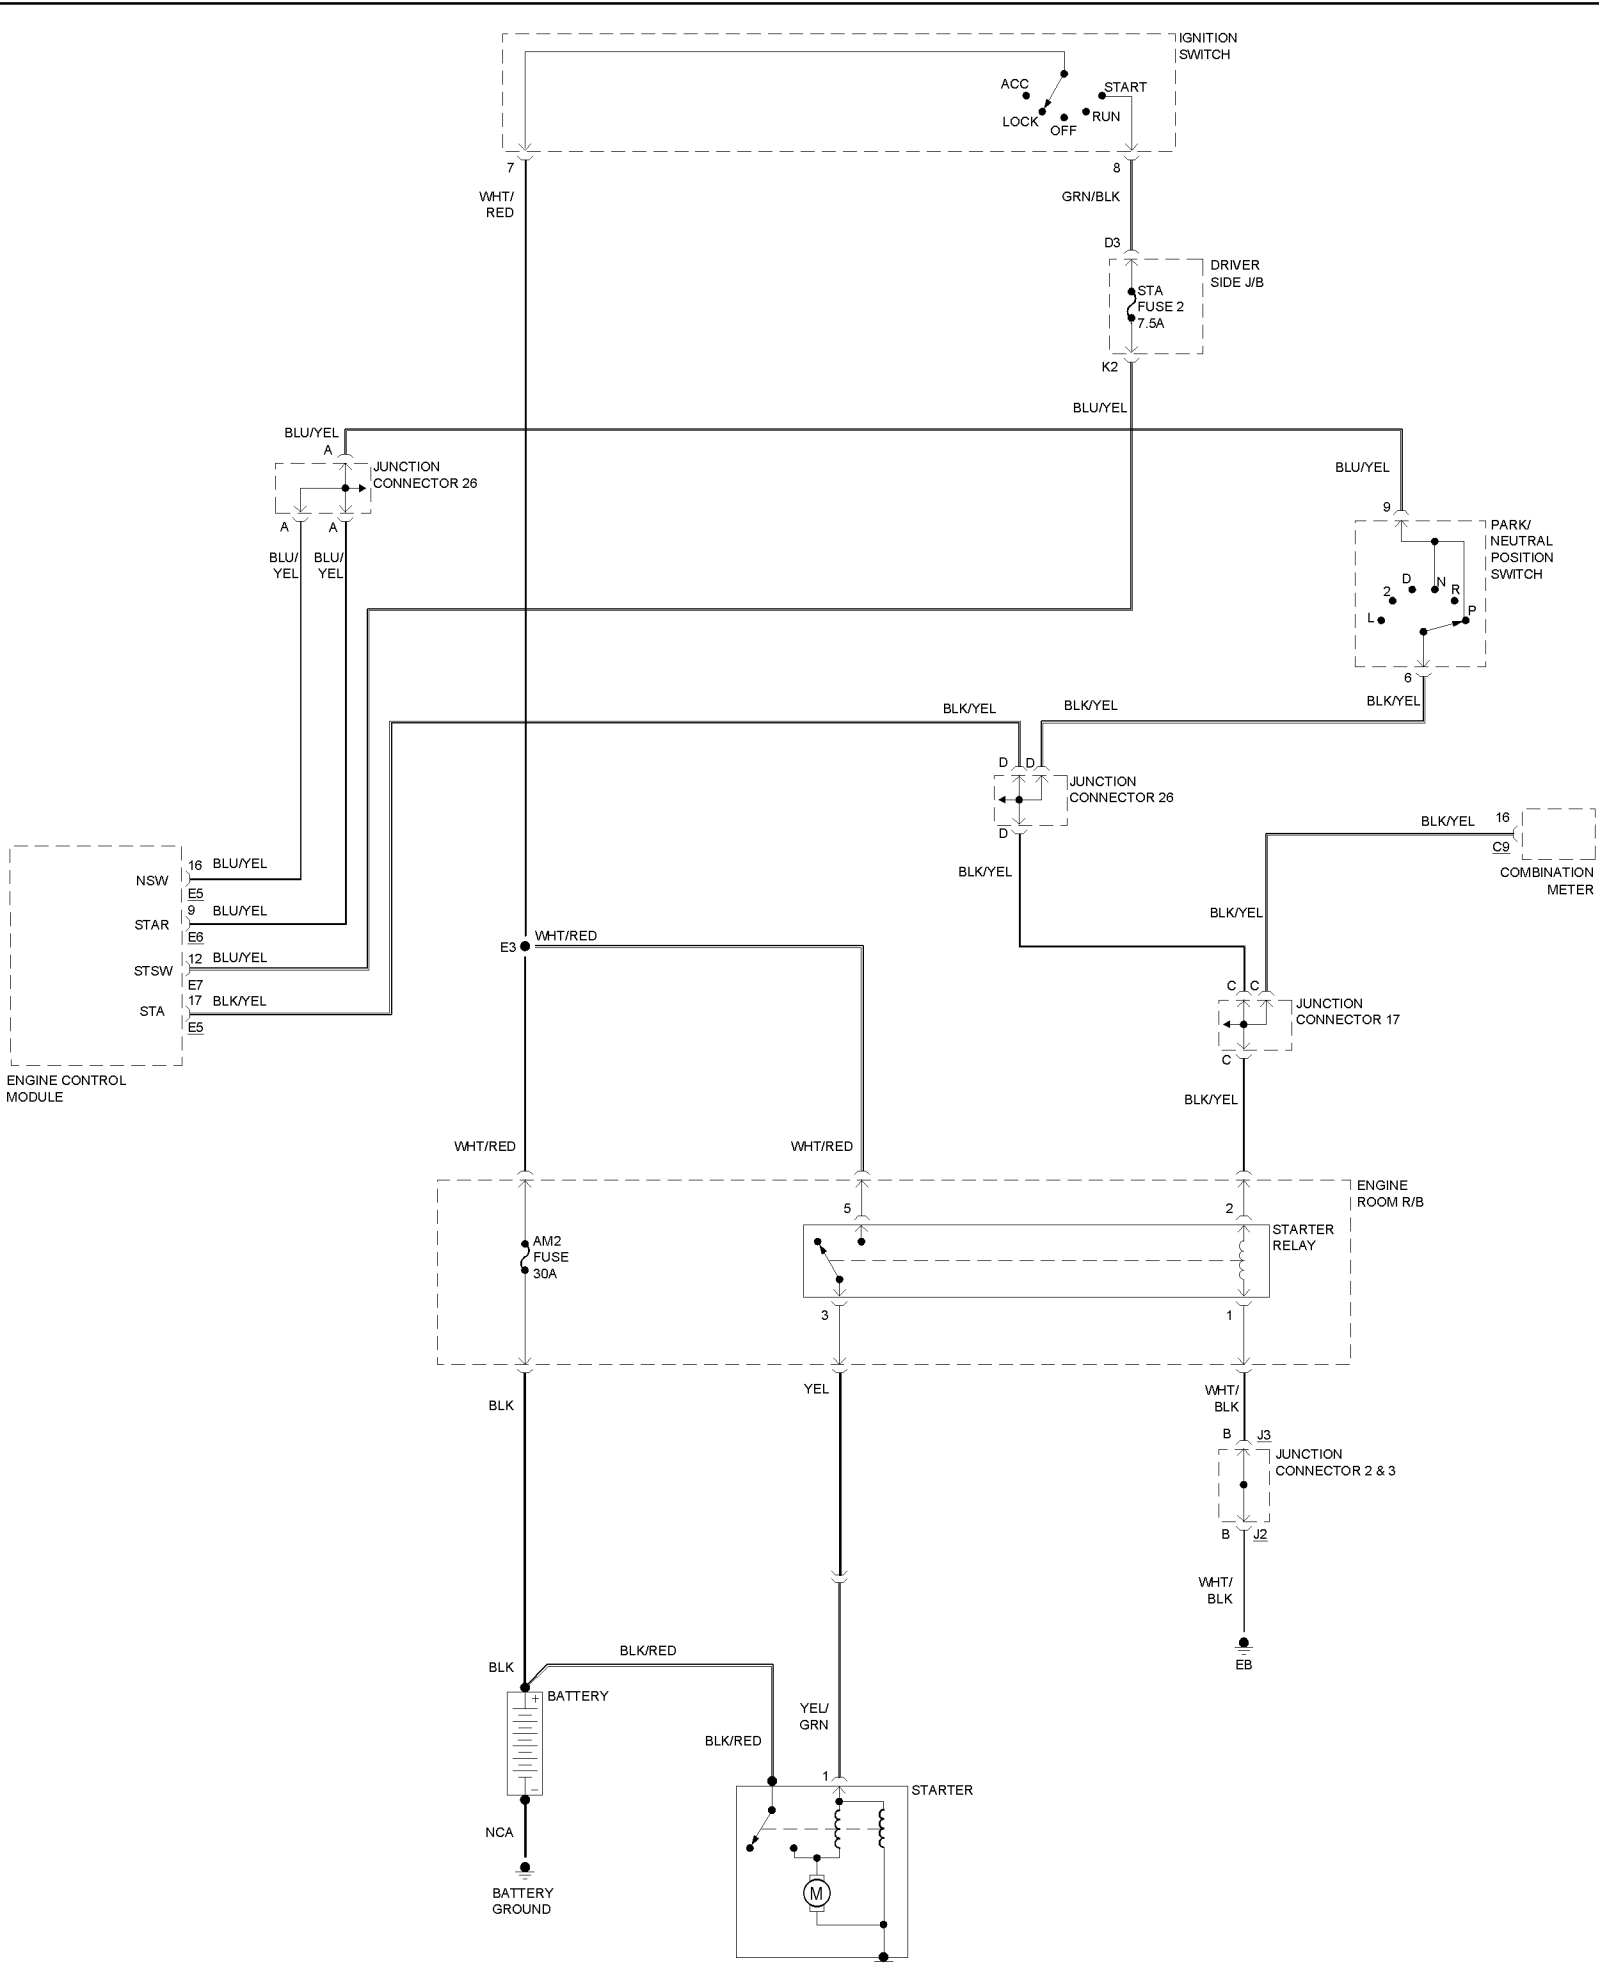 IGNITION
SWITCH
ACC
START
LOCK
OFF
RUN
7
8
WHT/
RED
GRN/BLK
D3
DRIVER
SIDE J/B
STA
FUSE 2
7.5A
K2
BLU/YEL
BLU/YEL
A
JUNCTION
CONNECTOR 26
A
A
BLU/
YEL
BLU/
YEL
BLU/YEL
9
PARK/
NEUTRAL
POSITION
SWITCH
L
2
D
N
R
P
6
BLK/YEL
BLK/YEL
BLK/YEL
D
D
JUNCTION
CONNECTOR 26
D
BLK/YEL
BLK/YEL
16
C9
COMBINATION
METER
BLK/YEL
NSW
16
BLU/YEL
E5
STAR
9
BLU/YEL
E6
STSW
12
BLU/YEL
E7
STA
17
BLK/YEL
E5
ENGINE CONTROL
MODULE
E3
WHT/RED
C
C
JUNCTION
CONNECTOR 17
C
BLK/YEL
WHT/RED
WHT/RED
ENGINE
ROOM R/B
5
2
STARTER
RELAY
AM2
FUSE
30A
3
1
BLK
YEL
WHT/
BLK
B
J3
JUNCTION
CONNECTOR 2 & 3
B
J2
WHT/
BLK
EB
BLK/RED
BLK
+
BATTERY
-
YEL/
GRN
BLK/RED
1
STARTER
M
NCA
BATTERY
GROUND